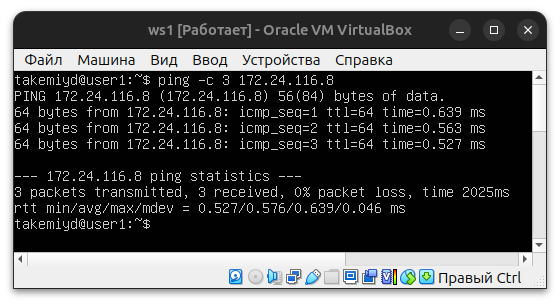 ws1 [Работает] - Oracle VM VirtualBox
Файл Машина Вид Ввод Устройства Справка
takemiyd@user1:~$ ping -c 3 172.24.116.8
PING 172.24.116.8 (172.24.116.8) 56(84) bytes of data.
64 bytes from 172.24.116.8: icmp_seq=1 ttl=64 time=0.639 ms
64 bytes from 172.24.116.8: icmp_seq=2 ttl=64 time=0.563 ms
64 bytes from 172.24.116.8: icmp_seq=3 ttl=64 time=0.527 ms
--- 172.24.116.8 ping statistics ---
3 packets transmitted, 3 received, 0% packet loss, time 2025ms
rtt min/avg/max/mdev = 0.527/0.576/0.639/0.046 ms
takemiyd@user1:~$
Правый Ctrl